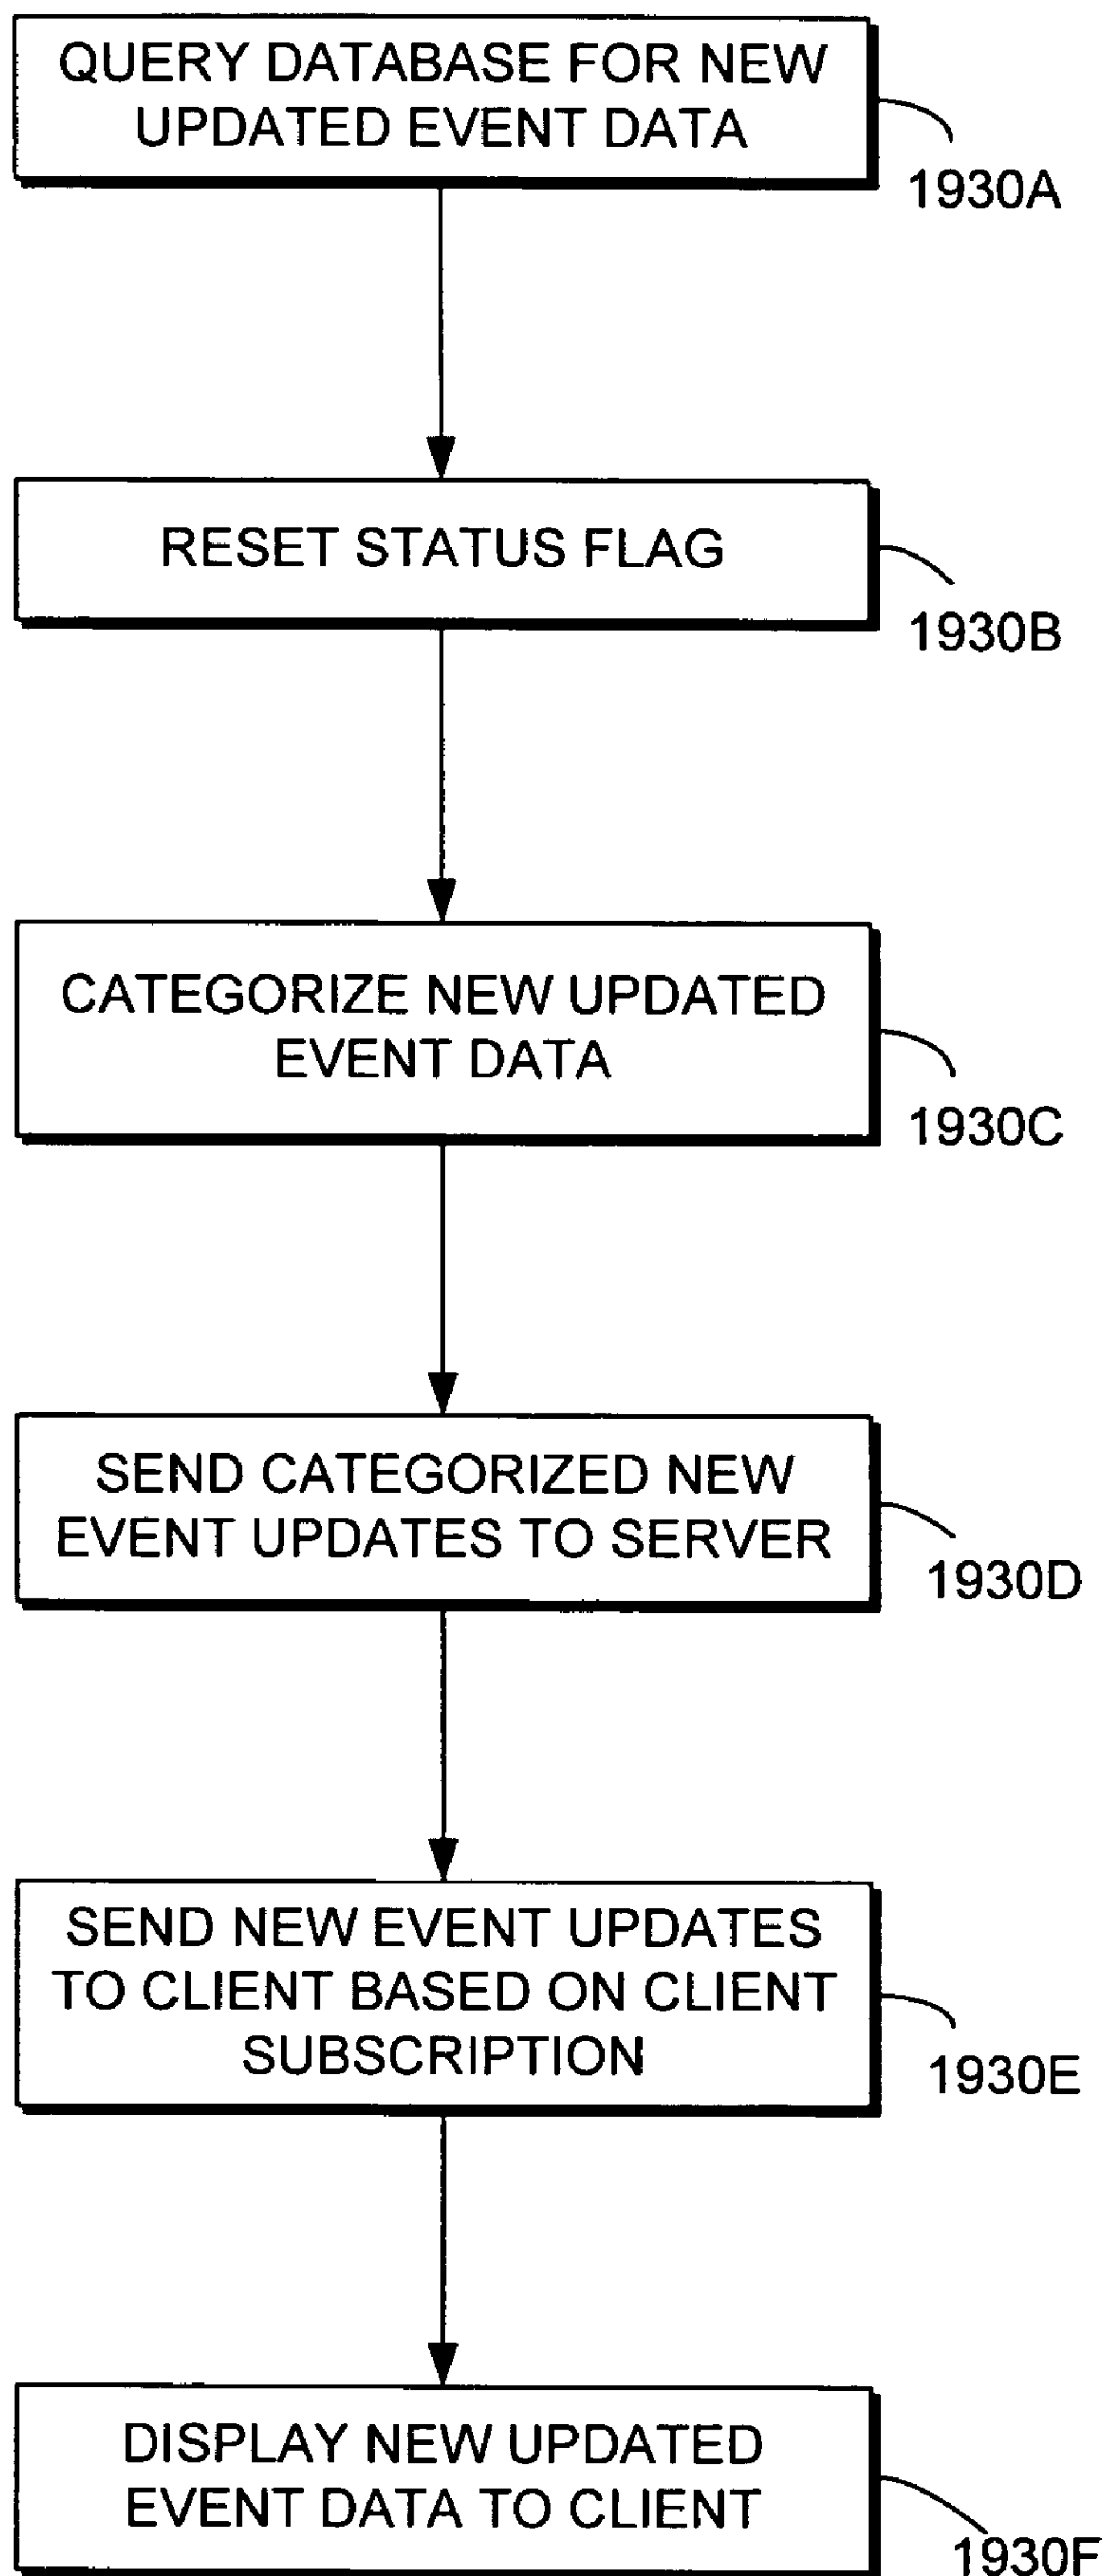 QUERY DATABASE FOR NEW
UPDATED EVENT DATA
1930A
RESET STATUS FLAG
1930B
CATEGORIZE NEW UPDATED
EVENT DATA
1930C
SEND CATEGORIZED NEW
EVENT UPDATES TO SERVER
1930D
SEND NEW EVENT UPDATES
TO CLIENT BASED ON CLIENT
SUBSCRIPTION
1930E
DISPLAY NEW UPDATED
EVENT DATA TO CLIENT
1930F